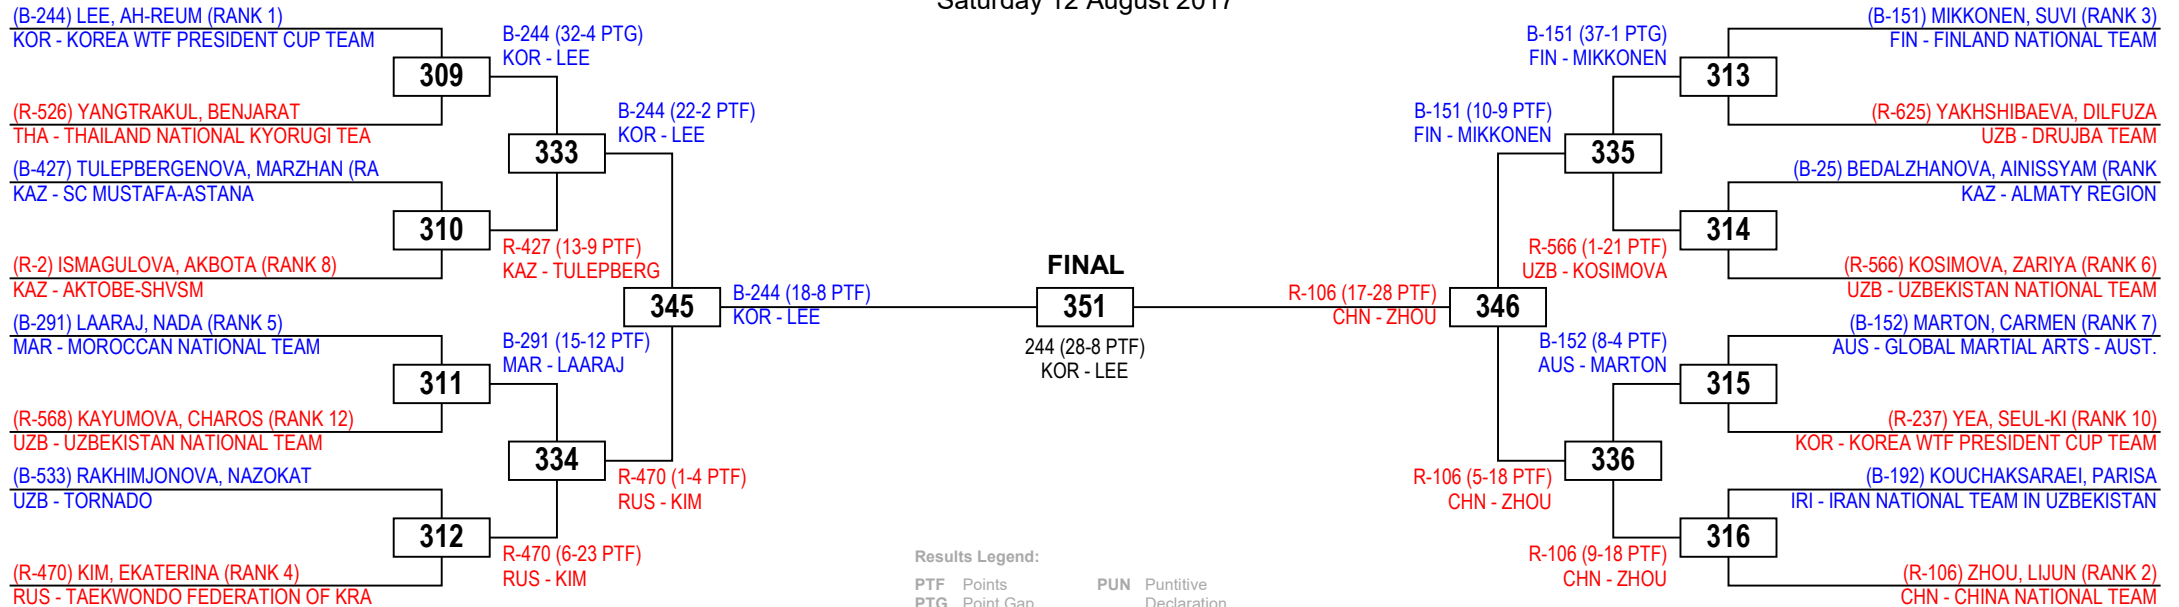 Saturday 12 August 2017
(B-244) LEE, AH-REUM (RANK 1)
KOR - KOREA WTF PRESIDENT CUP TEAM
309
(R-526) YANGTRAKUL, BENJARAT
THA - THAILAND NATIONAL KYORUGI TEA
(B-427) TULEPBERGENOVA, MARZHAN (RA
KAZ - SC MUSTAFA-ASTANA
310
(R-2) ISMAGULOVA, AKBOTA (RANK 8)
KAZ - AKTOBE-SHVSM
(B-291) LAARAJ, NADA (RANK 5)
MAR - MOROCCAN NATIONAL TEAM
311
(R-568) KAYUMOVA, CHAROS (RANK 12)
UZB - UZBEKISTAN NATIONAL TEAM
(B-533) RAKHIMJONOVA, NAZOKAT
UZB - TORNADO
312
(R-470) KIM, EKATERINA (RANK 4)
RUS - TAEKWONDO FEDERATION OF KRA
B-244 (32-4 PTG)
KOR - LEE
333
R-427 (13-9 PTF)
KAZ - TULEPBERG
B-291 (15-12 PTF)
MAR - LAARAJ
334
R-470 (6-23 PTF)
RUS - KIM
B-244 (22-2 PTF)
KOR - LEE
345
R-470 (1-4 PTF)
RUS - KIM
B-244 (18-8 PTF)
KOR - LEE
FINAL
351
244 (28-8 PTF)
KOR - LEE
R-106 (17-28 PTF)
CHN - ZHOU
B-151 (10-9 PTF)
FIN - MIKKONEN
346
R-106 (5-18 PTF)
CHN - ZHOU
B-151 (37-1 PTG)
FIN - MIKKONEN
335
R-566 (1-21 PTF)
UZB - KOSIMOVA
B-152 (8-4 PTF)
AUS - MARTON
336
R-106 (9-18 PTF)
CHN - ZHOU
(B-151) MIKKONEN, SUVI (RANK 3)
FIN - FINLAND NATIONAL TEAM
313
(R-625) YAKHSHIBAEVA, DILFUZA
UZB - DRUJBA TEAM
(B-25) BEDALZHANOVA, AINISSYAM (RANK
KAZ - ALMATY REGION
314
(R-566) KOSIMOVA, ZARIYA (RANK 6)
UZB - UZBEKISTAN NATIONAL TEAM
(B-152) MARTON, CARMEN (RANK 7)
AUS - GLOBAL MARTIAL ARTS - AUST.
315
(R-237) YEA, SEUL-KI (RANK 10)
KOR - KOREA WTF PRESIDENT CUP TEAM
(B-192) KOUCHAKSARAEI, PARISA
IRI - IRAN NATIONAL TEAM IN UZBEKISTAN
316
(R-106) ZHOU, LIJUN (RANK 2)
CHN - CHINA NATIONAL TEAM
Results Legend:
PTF Points PUN Puntitive
PTG Point Gap Declaration